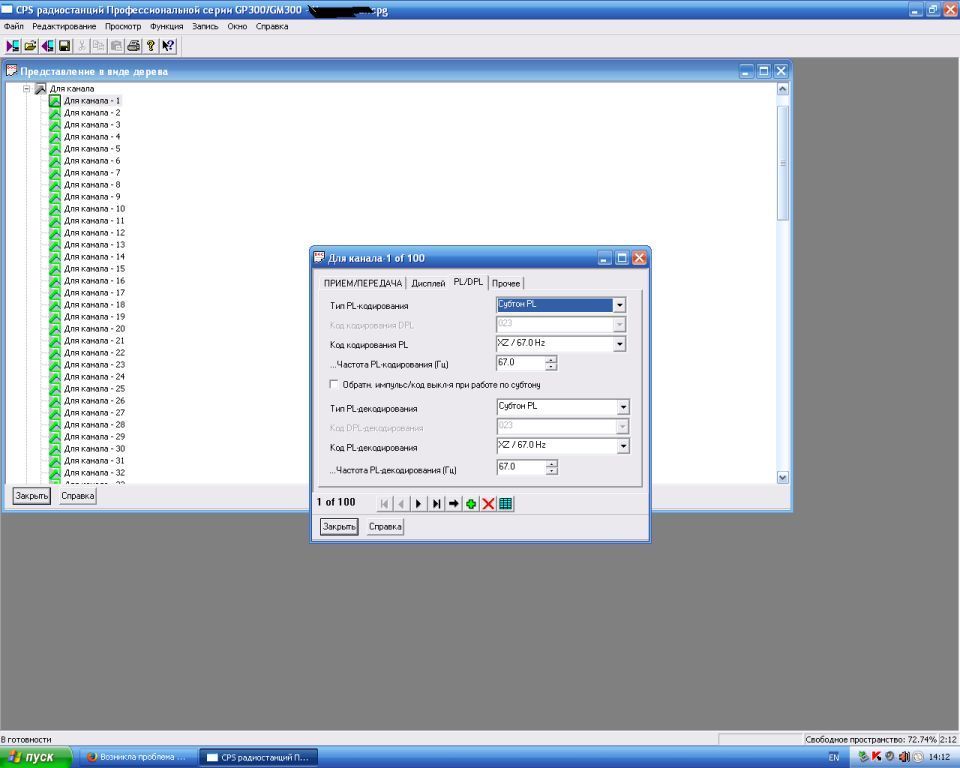 CPS радиостанций Профессиональной серии GP300/GM300 - .spg
Файл Редактирование Просмотр Функция Запись Окно Справка
Представление в виде дерева
Для канала
Для канала - 1
Для канала - 2
Для канала - 3
Для канала - 4
Для канала - 5
Для канала - 6
Для канала - 7
Для канала - 8
Для канала - 9
Для канала - 10
Для канала - 11
Для канала - 12
Для канала - 13
Для канала - 14
Для канала - 15
Для канала - 16
Для канала - 17
Для канала - 18
Для канала - 19
Для канала - 20
Для канала - 21
Для канала - 22
Для канала - 23
Для канала - 24
Для канала - 25
Для канала - 26
Для канала - 27
Для канала - 28
Для канала - 29
Для канала - 30
Для канала - 31
Для канала - 32
Закрыть Справка
Для канала-1 of 100
ПРИЕМ/ПЕРЕДАЧА Дисплей PL/DPL Прочее
Тип PL-кодирования Субтон PL
Код кодирования DPL 023
Код кодирования PL XZ / 67.0 Hz
...Частота PL-кодирования (Гц) 67.0
Обратн. импульс/код выкл-я при работе по субтону
Тип PL-декодирования Субтон PL
Код DPL-декодирования 023
Код PL-декодирования XZ / 67.0 Hz
...Частота PL-декодирования (Гц) 67.0
1 of 100
Закрыть Справка
В готовности Свободное пространство: 72.74% 2:12
пуск Возникла проблема ... CPS радиостанций П... EN 14:12